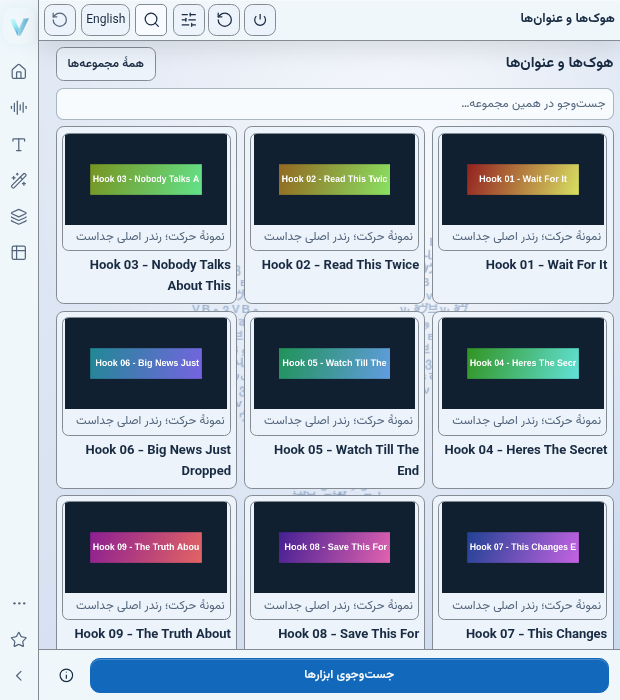 English
هوک‌ها و عنوان‌ها
هوک‌ها و عنوان‌ها
همهٔ مجموعه‌ها
جست‌وجو در همین مجموعه…
Hook 01 - Wait For It
نمونهٔ حرکت؛ رندر اصلی جداست
Hook 01 - Wait For It
Hook 02 - Read This Twic
نمونهٔ حرکت؛ رندر اصلی جداست
Hook 02 - Read This Twice
Hook 03 - Nobody Talks A
نمونهٔ حرکت؛ رندر اصلی جداست
Hook 03 - Nobody Talks
About This
Hook 04 - Heres The Secr
نمونهٔ حرکت؛ رندر اصلی جداست
Hook 04 - Heres The Secret
Hook 05 - Watch Till The
نمونهٔ حرکت؛ رندر اصلی جداست
Hook 05 - Watch Till The
End
Hook 06 - Big News Just
نمونهٔ حرکت؛ رندر اصلی جداست
Hook 06 - Big News Just
Dropped
Hook 07 - This Changes E
نمونهٔ حرکت؛ رندر اصلی جداست
Hook 07 - This Changes
Hook 08 - Save This For
نمونهٔ حرکت؛ رندر اصلی جداست
Hook 08 - Save This For
Hook 09 - The Truth Abou
نمونهٔ حرکت؛ رندر اصلی جداست
Hook 09 - The Truth About
جست‌وجوی ابزارها